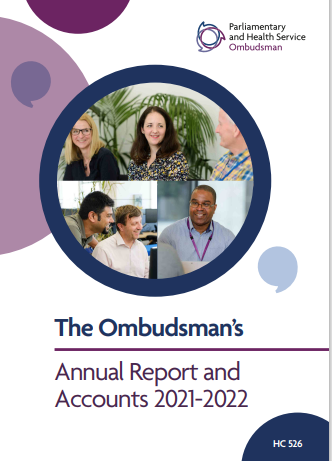 Parliamentary
and Health Service
Ombudsman
The Ombudsman's
Annual Report and
Accounts 2021-2022
HC 526